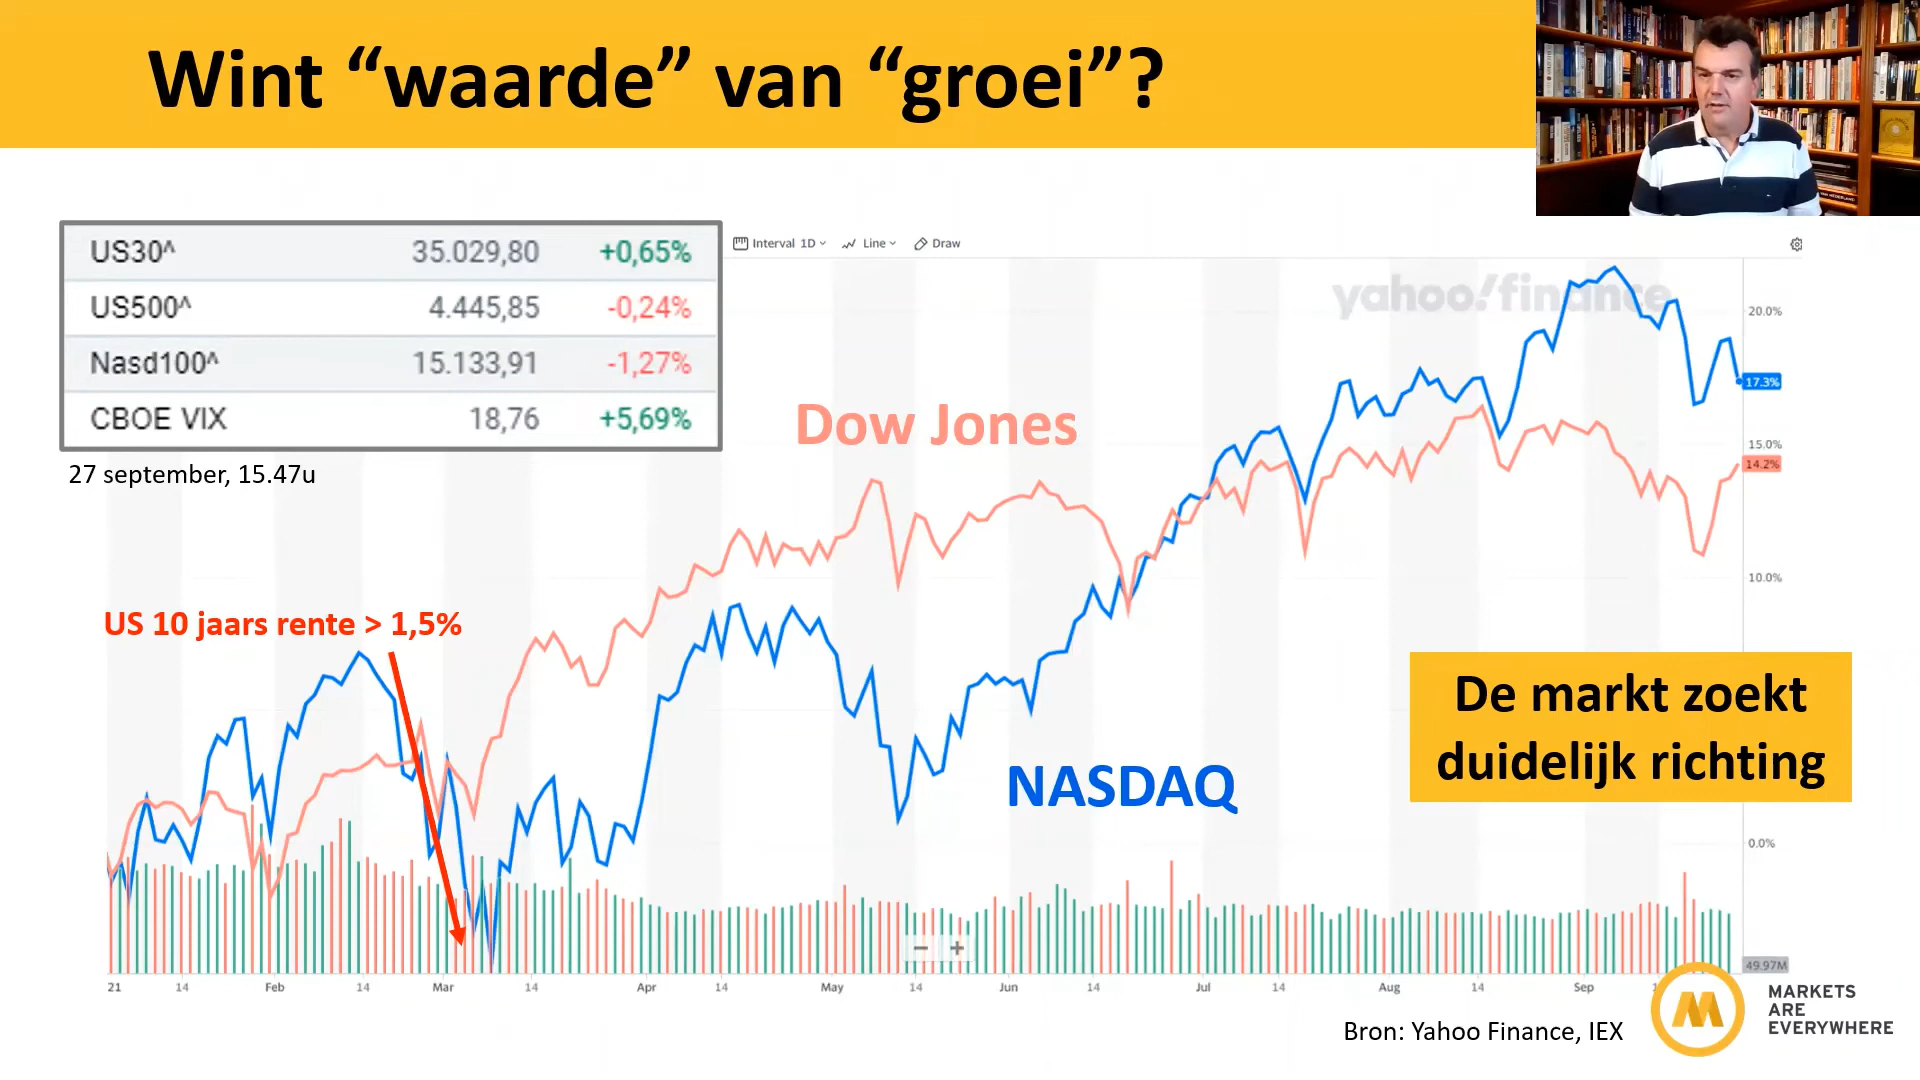 Wint “waarde” van “groei”?
US30^ 35.029,80 +0,65%
US500^ 4.445,85 -0,24%
Nasd100^ 15.133,91 -1,27%
CBOE VIX 18,76 +5,69%
27 september, 15.47u
Interval 1D Line Draw
yahoo!finance
20.0%
17.3%
15.0%
14.2%
10.0%
0.0%
49.97M
Dow Jones
US 10 jaars rente > 1,5%
NASDAQ
De markt zoekt
duidelijk richting
21 14 Feb 14 Mar 14 Apr 14 May 14 Jun 14 Jul 14 Aug 14 Sep
Bron: Yahoo Finance, IEX
MARKETS
ARE
EVERYWHERE